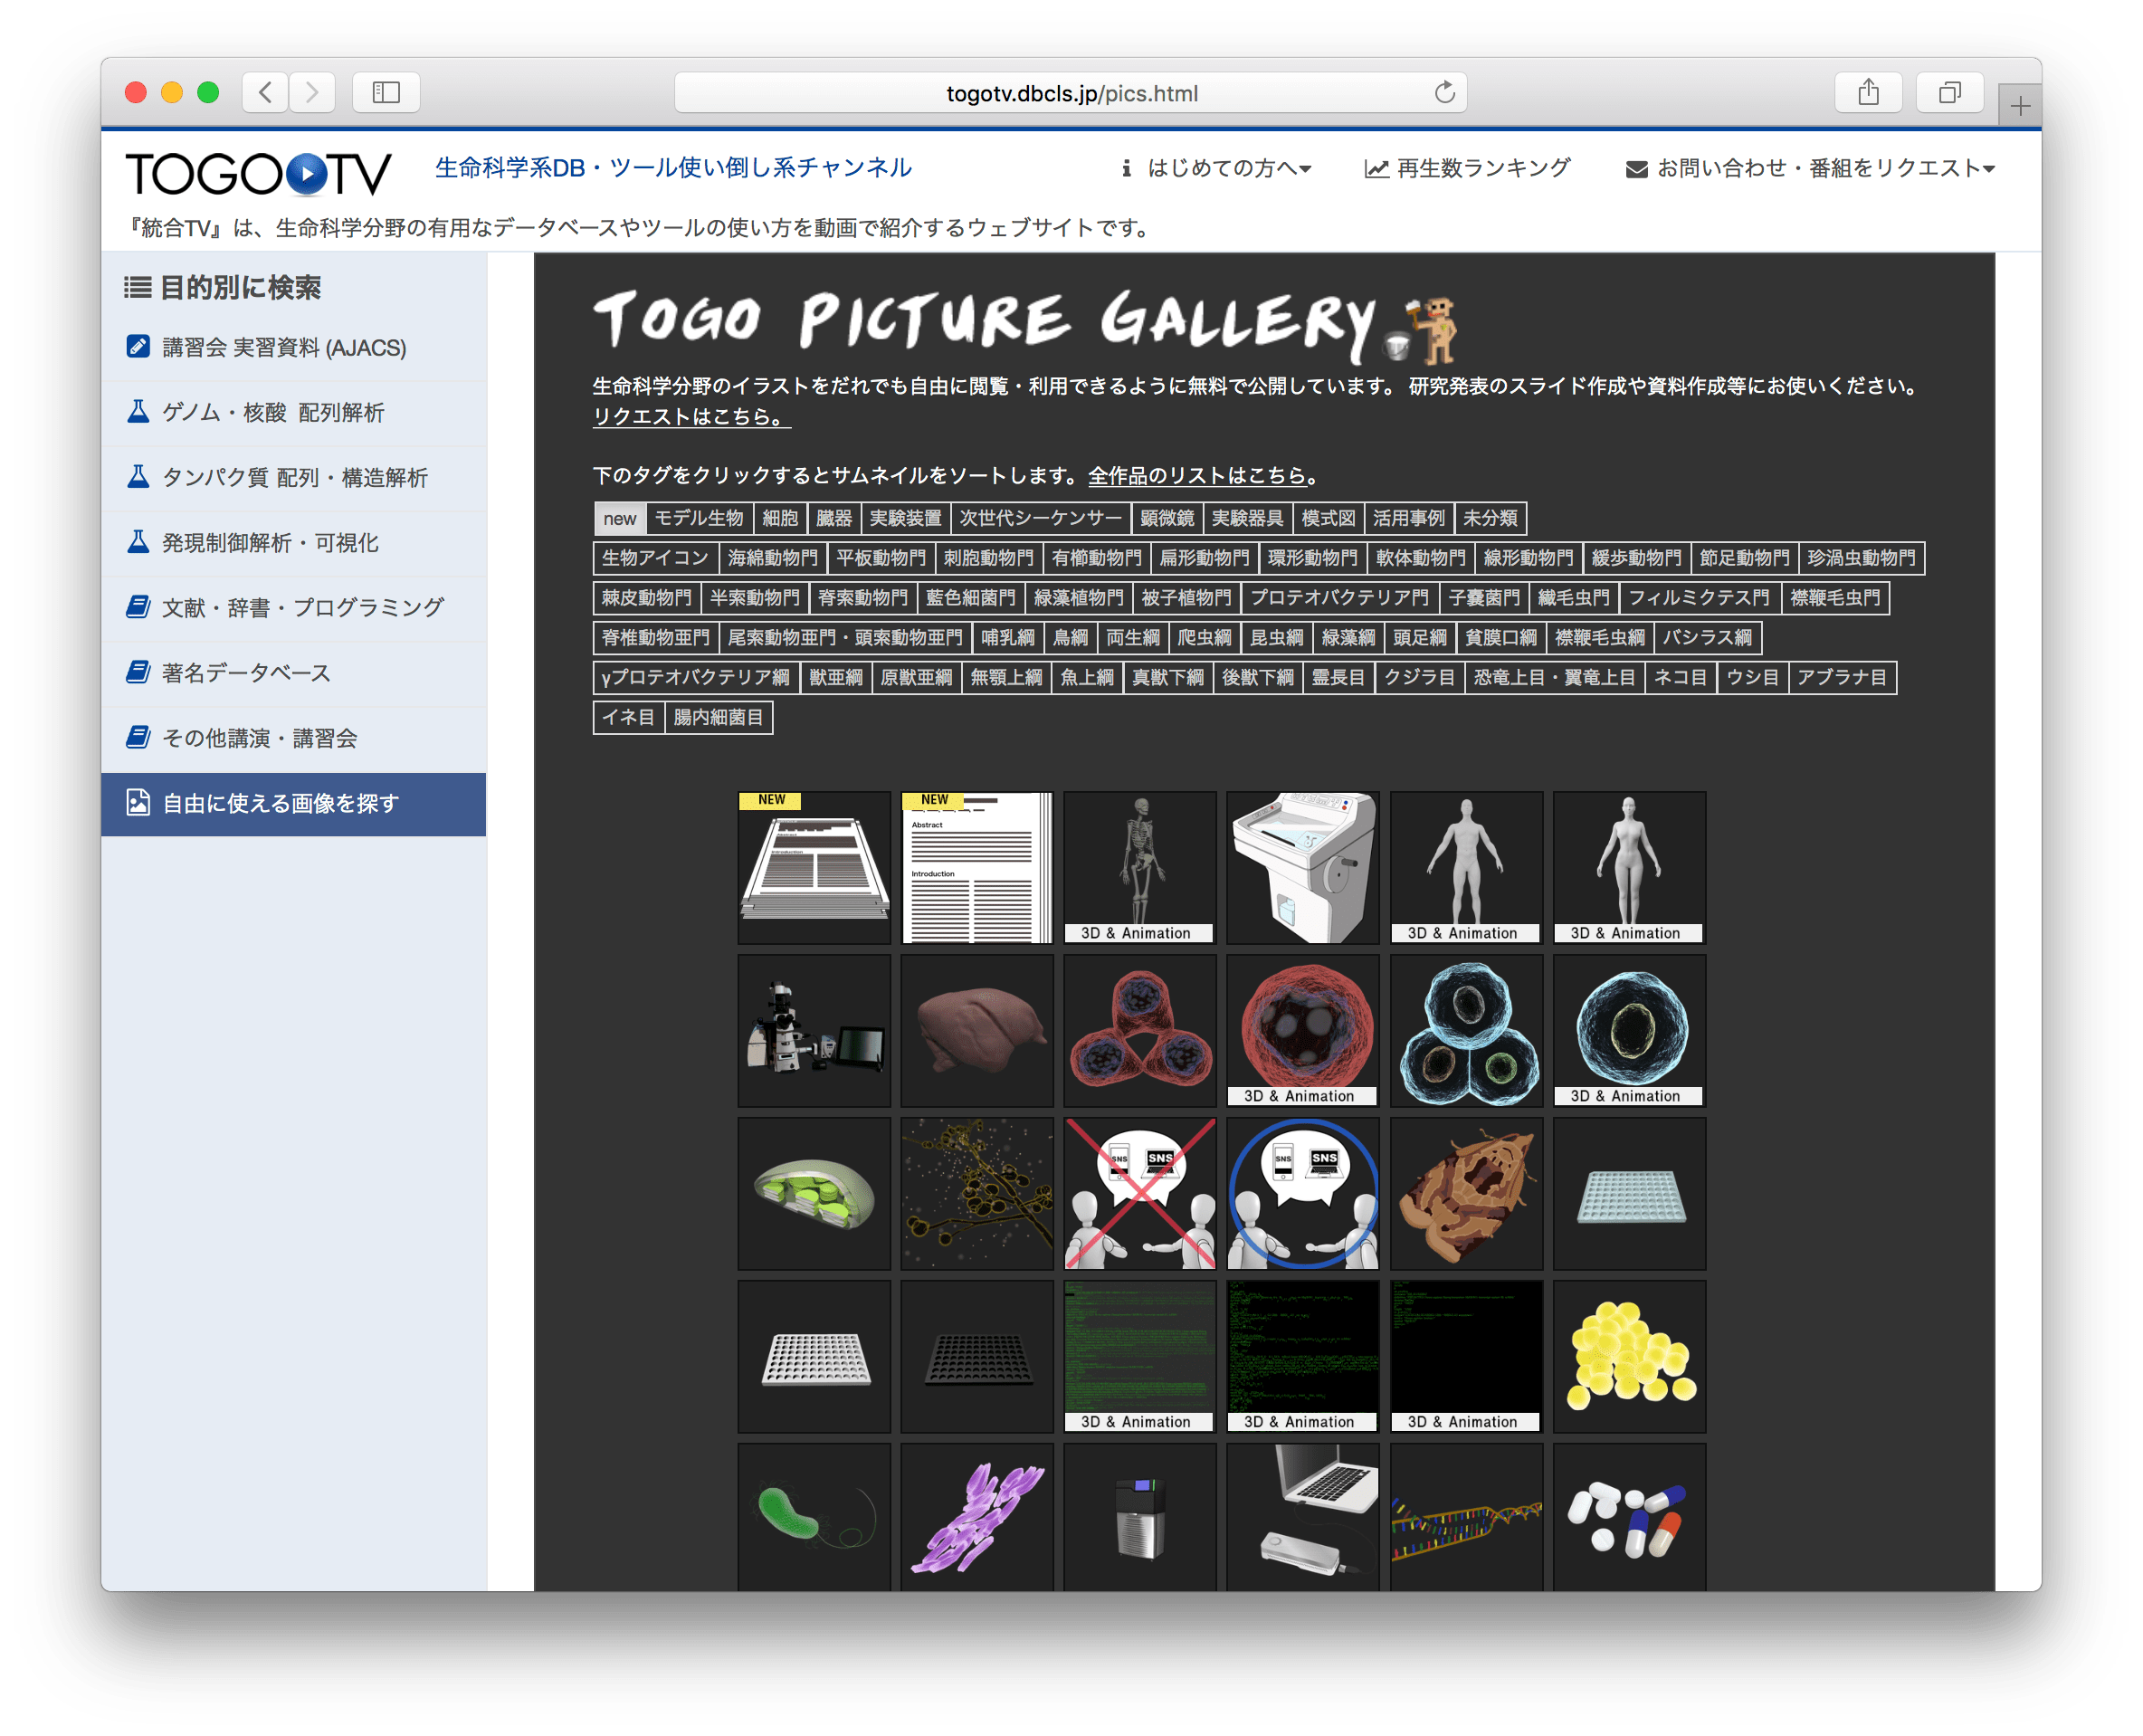 togotv.dbcls.jp/pics.html
TOGO TV 生命科学系DB・ツール使い倒し系チャンネル はじめての方へ 再生数ランキング お問い合わせ・番組をリクエスト
『統合TV』は、生命科学分野の有用なデータベースやツールの使い方を動画で紹介するウェブサイトです。
目的別に検索
講習会 実習資料 (AJACS)
ゲノム・核酸 配列解析
タンパク質 配列・構造解析
発現制御解析・可視化
文献・辞書・プログラミング
著名データベース
その他講演・講習会
自由に使える画像を探す
TOGO PICTURE GALLERY
生命科学分野のイラストをだれでも自由に閲覧・利用できるように無料で公開しています。 研究発表のスライド作成や資料作成等にお使いください。
リクエストはこちら。
下のタグをクリックするとサムネイルをソートします。全作品のリストはこちら。
new モデル生物 細胞 臓器 実験装置 次世代シーケンサー 顕微鏡 実験器具 模式図 活用事例 未分類
生物アイコン 海綿動物門 平板動物門 刺胞動物門 有櫛動物門 扁形動物門 環形動物門 軟体動物門 線形動物門 緩歩動物門 節足動物門 珍渦虫動物門
棘皮動物門 半索動物門 脊索動物門 藍色細菌門 緑藻植物門 被子植物門 プロテオバクテリア門 子嚢菌門 繊毛虫門 フィルミクテス門 襟鞭毛虫門
脊椎動物亜門 尾索動物亜門・頭索動物亜門 哺乳綱 鳥綱 両生綱 爬虫綱 昆虫綱 緑藻綱 頭足綱 貧膜口綱 襟鞭毛虫綱 バシラス綱
γプロテオバクテリア綱 獣亜綱 原獣亜綱 無顎上綱 魚上綱 真獣下綱 後獣下綱 霊長目 クジラ目 恐竜上目・翼竜上目 ネコ目 ウシ目 アブラナ目
イネ目 腸内細菌目
NEW NEW
Abstract
Introduction
Introduction
3D & Animation 3D & Animation 3D & Animation
3D & Animation 3D & Animation
SNS SNS SNS SNS
3D & Animation 3D & Animation 3D & Animation